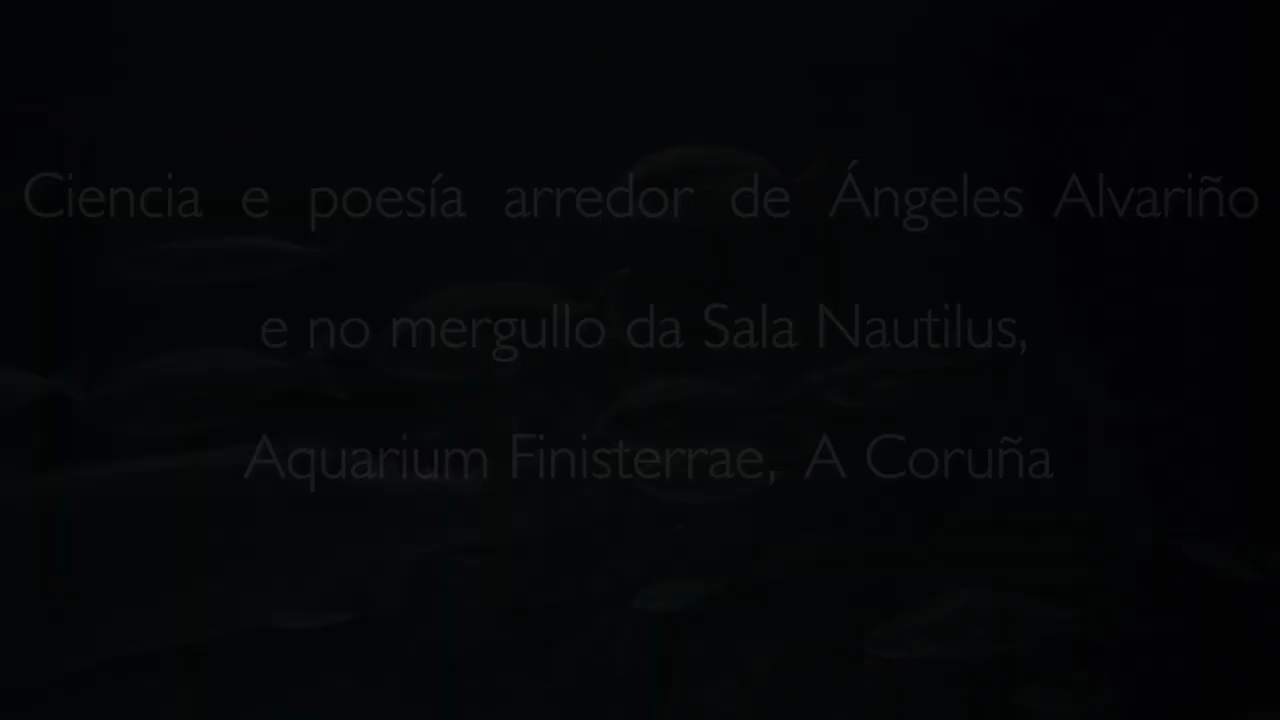 Ciencia e poesía arredor de Ángeles Alvariño
e no mergullo da Sala Nautilus,
Aquarium Finisterrae, A Coruña